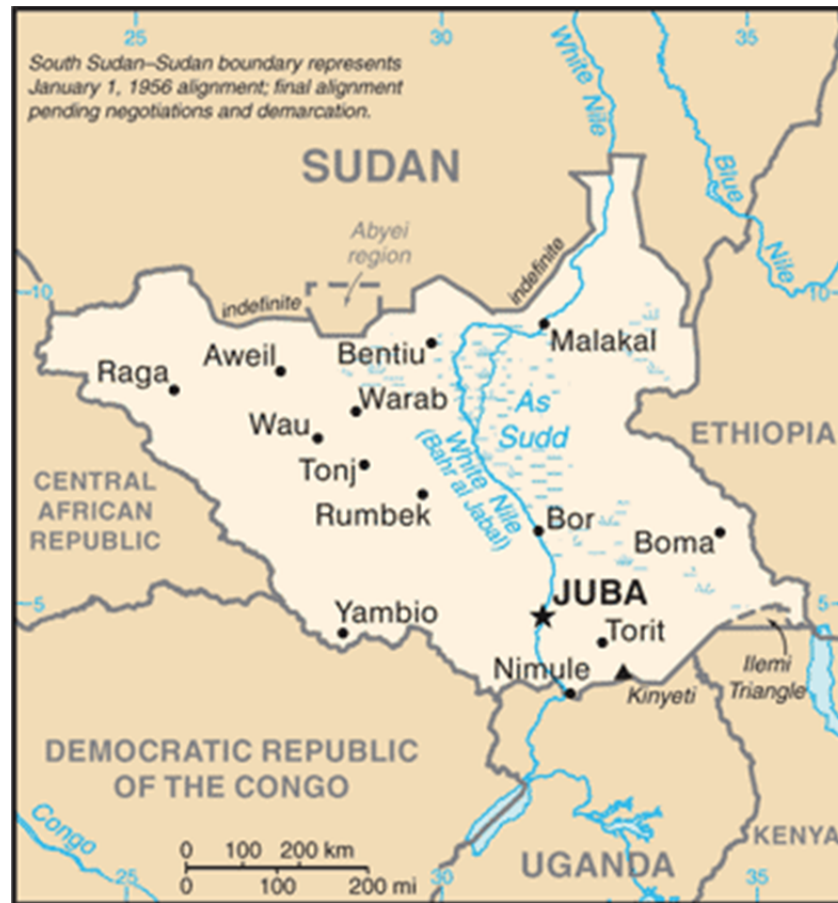 25
30
35
South Sudan–Sudan boundary represents
January 1, 1956 alignment; final alignment
pending negotiations and demarcation.
White Nile
SUDAN
Blue
Nile
Abyei
region
indefinite
indefinite
10
10
Malakal
Bentiu
Aweil
Raga
Warab
As
Sudd
Wau
ETHIOPIA
Tonj
White Nile
(Bahr al Jabal)
CENTRAL
AFRICAN
REPUBLIC
Rumbek
Bor
Boma
5
5
JUBA
Yambio
Torit
Nimule
Kinyeti
Ilemi
Triangle
DEMOCRATIC REPUBLIC
OF THE CONGO
Congo
KENYA
UGANDA
0 100 200 km
0 100 200 mi
25
30
35